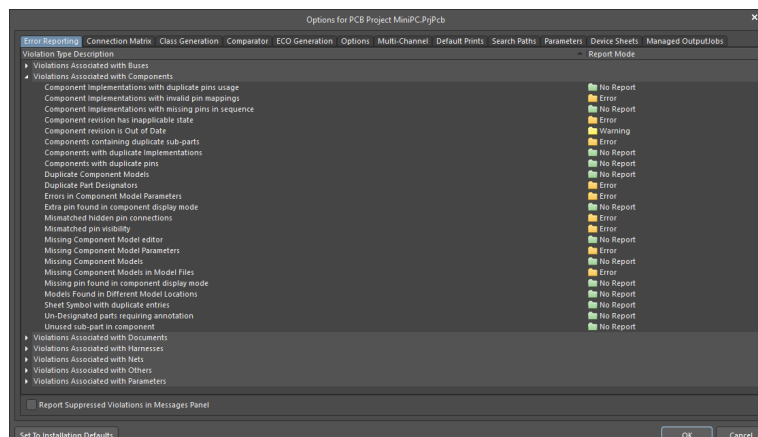 Options for PCB Project MiniPC.PrjPcb
Error Reporting Connection Matrix Class Generation Comparator ECO Generation Options Multi-Channel Default Prints Search Paths Parameters Device Sheets Managed OutputJobs
Violation Type Description Report Mode
Violations Associated with Buses
Violations Associated with Components
Component Implementations with duplicate pins usage No Report
Component Implementations with invalid pin mappings Error
Component Implementations with missing pins in sequence No Report
Component revision has inapplicable state Error
Component revision is Out of Date Warning
Components containing duplicate sub-parts Error
Components with duplicate Implementations No Report
Components with duplicate pins No Report
Duplicate Component Models No Report
Duplicate Part Designators Error
Errors in Component Model Parameters Error
Extra pin found in component display mode No Report
Mismatched hidden pin connections Error
Mismatched pin visibility Error
Missing Component Model editor No Report
Missing Component Model Parameters Error
Missing Component Models No Report
Missing Component Models in Model Files Error
Missing pin found in component display mode No Report
Models Found in Different Model Locations No Report
Sheet Symbol with duplicate entries No Report
Un-Designated parts requiring annotation No Report
Unused sub-part in component No Report
Violations Associated with Documents
Violations Associated with Harnesses
Violations Associated with Nets
Violations Associated with Others
Violations Associated with Parameters
Report Suppressed Violations in Messages Panel
Set To Installation Defaults OK Cancel